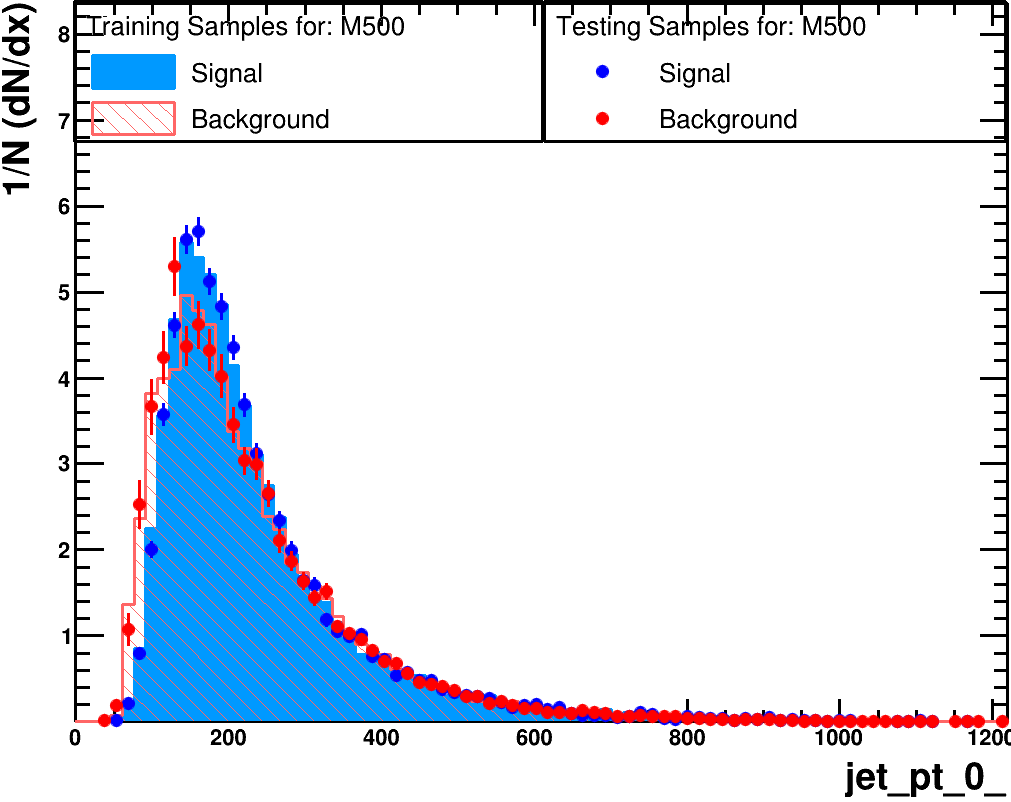 1/N (dN/dx)
Training Samples for: M500
Signal
Background
Testing Samples for: M500
Signal
Background
8
7
6
5
4
3
2
1
0 200 400 600 800 1000 1200
jet_pt_0_